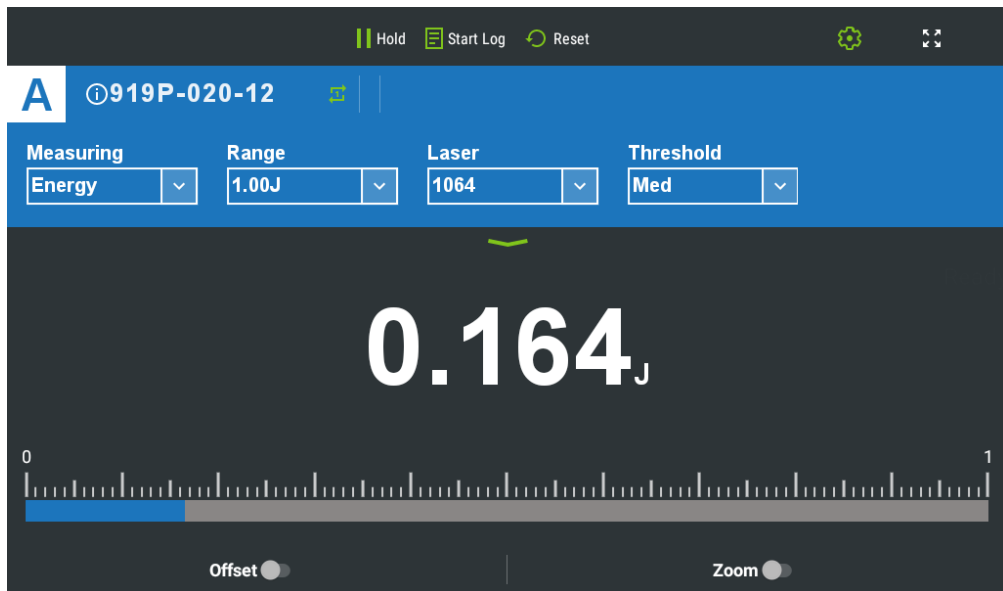 Hold Start Log Reset
A 919P-020-12
Measuring Range Laser Threshold
Energy 1.00J 1064 Med
0.164 J
0 1
Offset Zoom